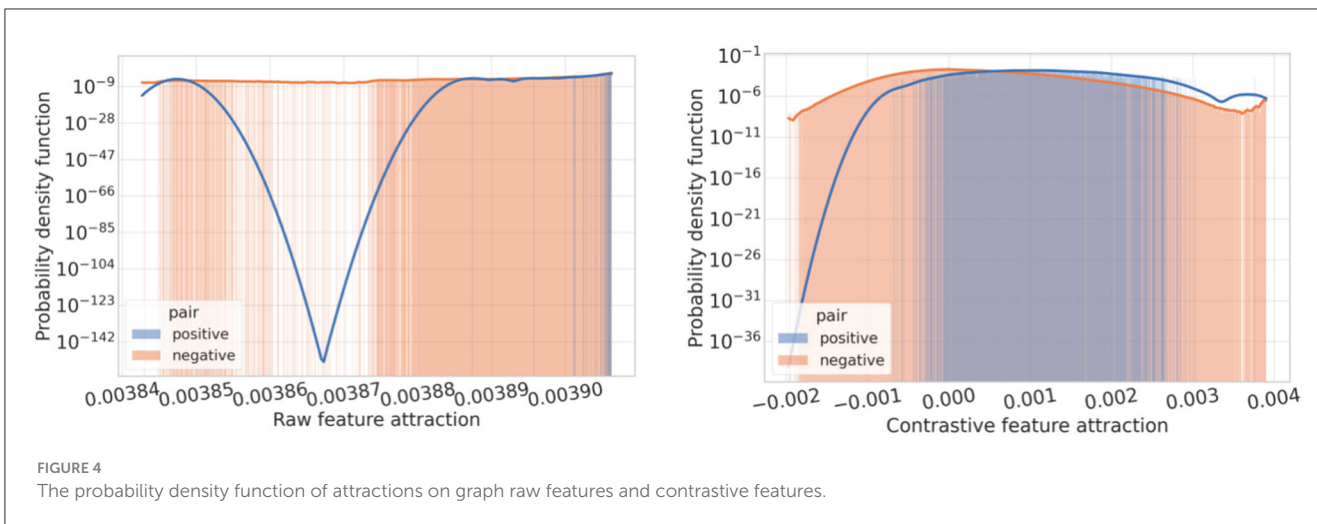 10^−9
10^−28
10^−47
10^−66
10^−85
10^−104
10^−123
10^−142
Probability density function
pair
positive
negative
0.00384 0.00385 0.00386 0.00387 0.00388 0.00389 0.00390
Raw feature attraction
10^−1
10^−6
10^−11
10^−16
10^−21
10^−26
10^−31
10^−36
Probability density function
pair
positive
negative
−0.002 −0.001 0.000 0.001 0.002 0.003 0.004
Contrastive feature attraction
FIGURE 4
The probability density function of attractions on graph raw features and contrastive features.